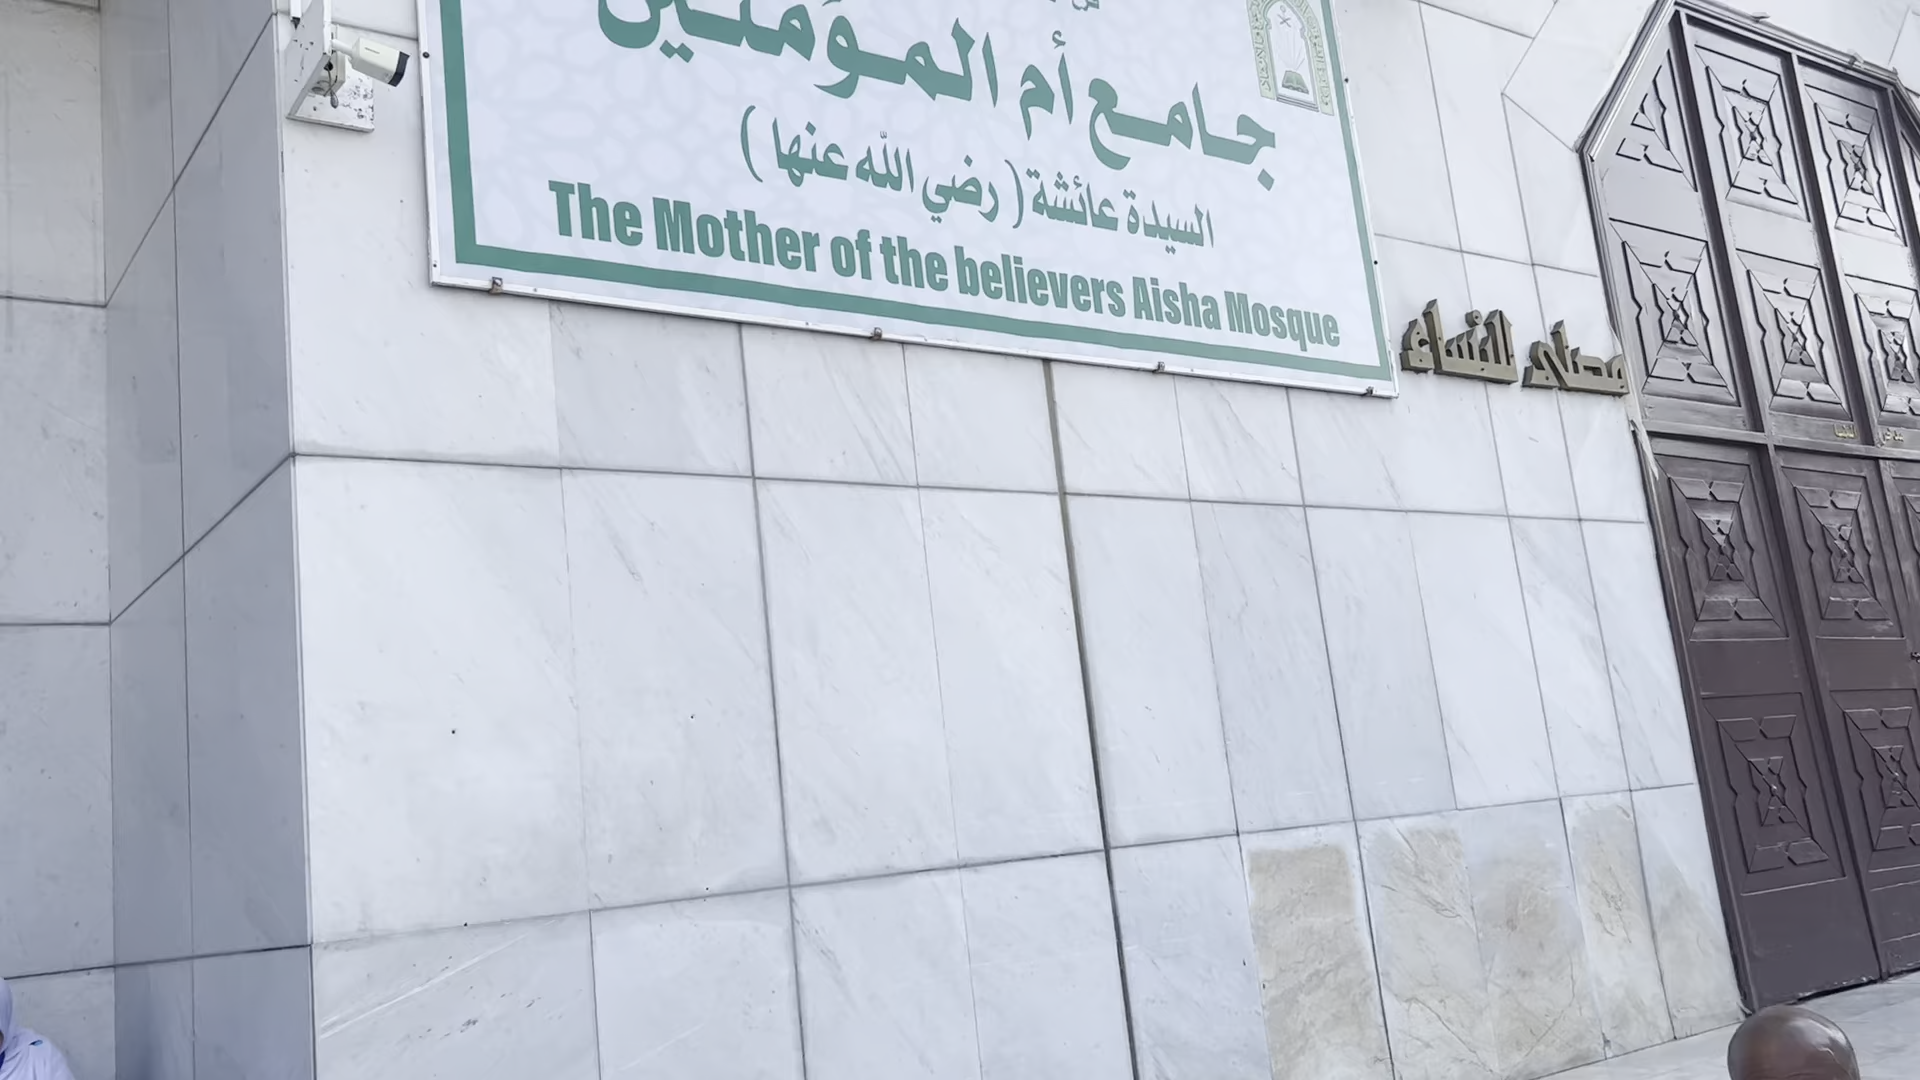 جامع أم المؤمنين
السيدة عائشة ( رضي الله عنها )
The Mother of the believers Aisha Mosque
مصلى النساء